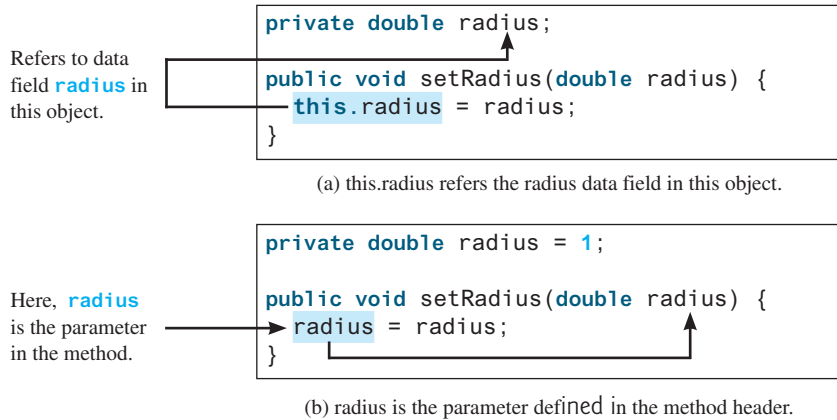 private double radius;
Refers to data
field radius in
this object.
public void setRadius(double radius) {
this.radius = radius;
}
(a) this.radius refers the radius data field in this object.
private double radius = 1;
Here, radius
is the parameter
in the method.
public void setRadius(double radius) {
radius = radius;
}
(b) radius is the parameter defined in the method header.